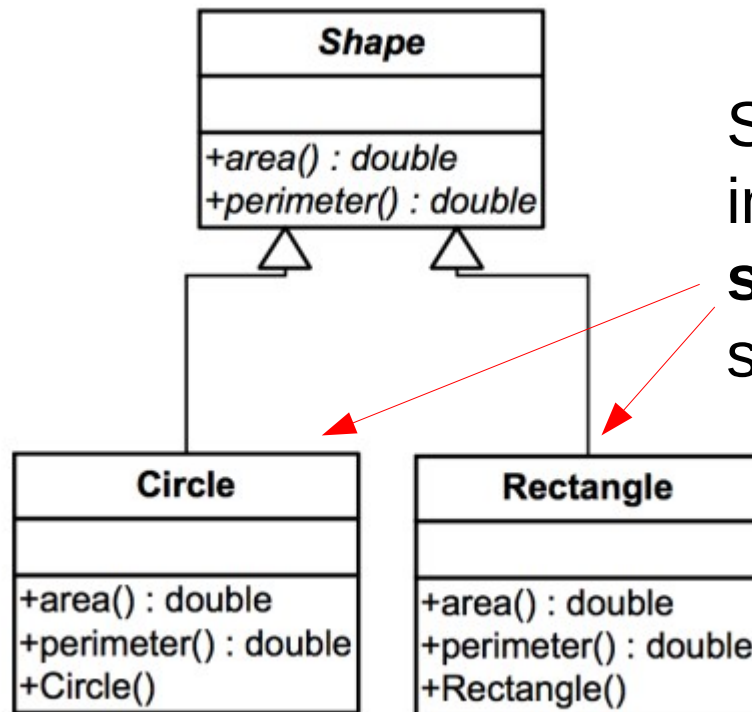 Shape
+area() : double
+perimeter() : double
S
i
s
s
Circle
+area() : double
+perimeter() : double
+Circle()
Rectangle
+area() : double
+perimeter() : double
+Rectangle()